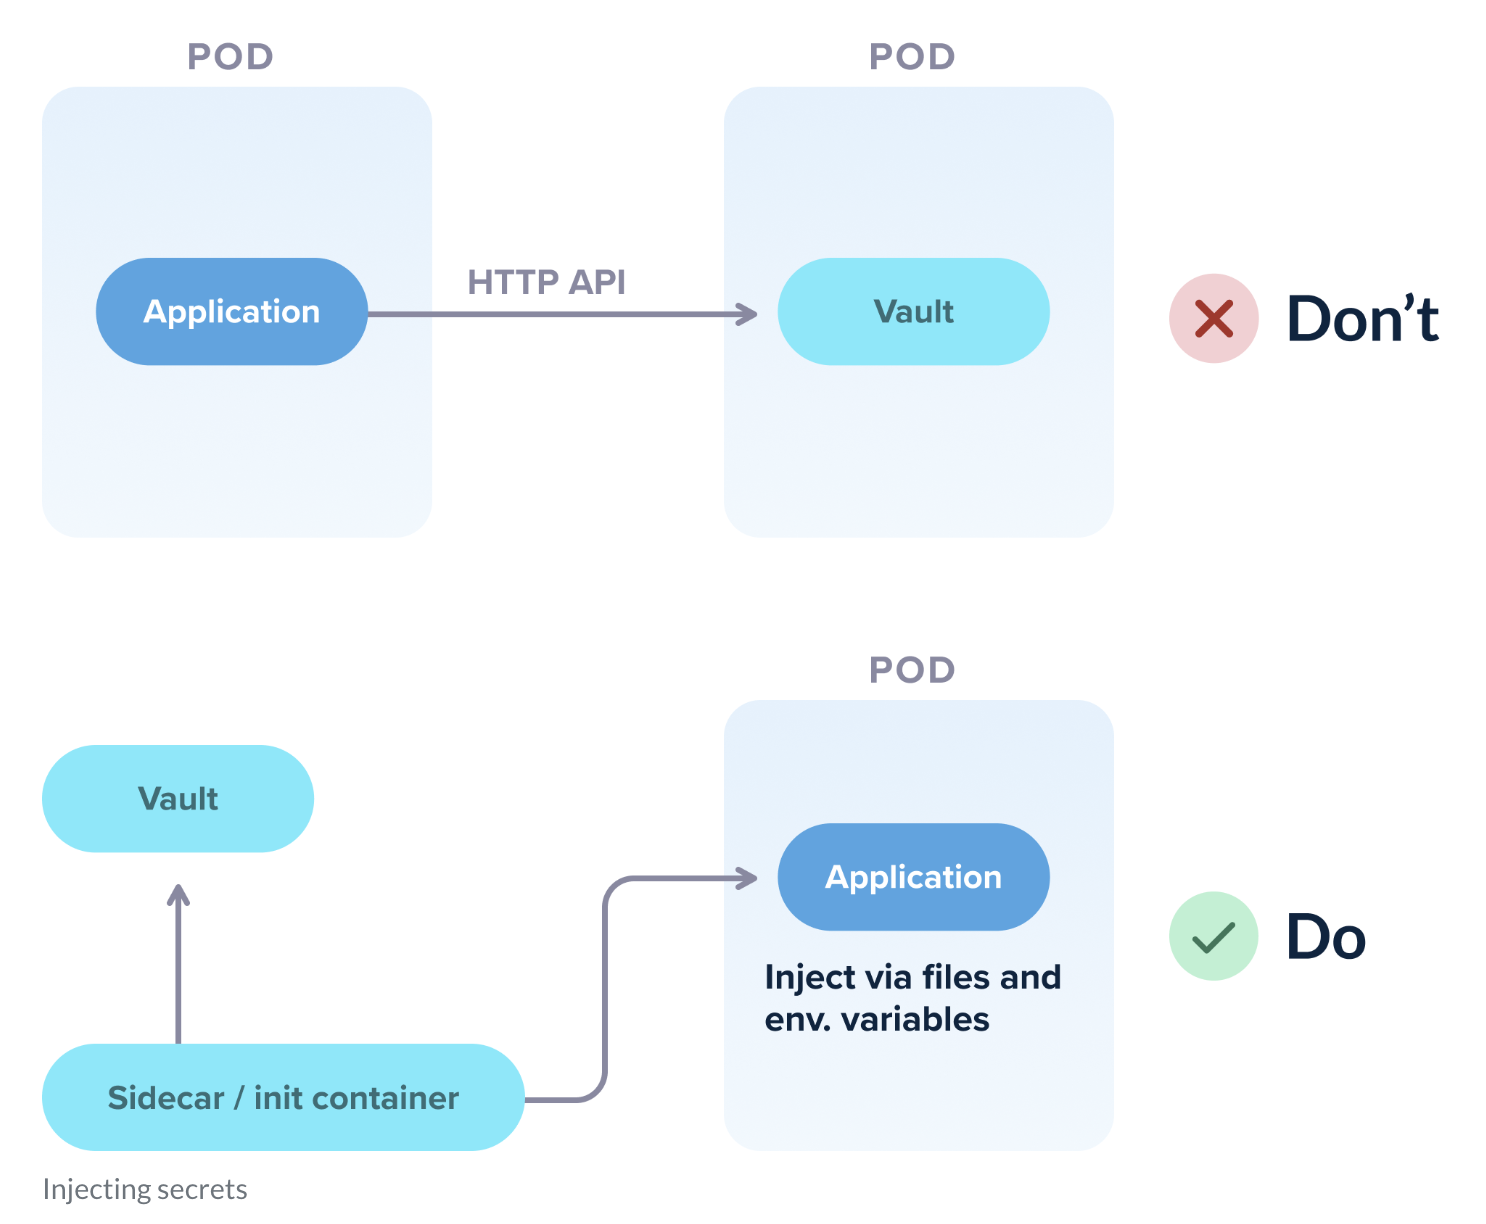 POD
POD
Application
HTTP API
Vault
Don’t
POD
Vault
Application
Inject via files and
env. variables
Do
Sidecar / init container
Injecting secrets